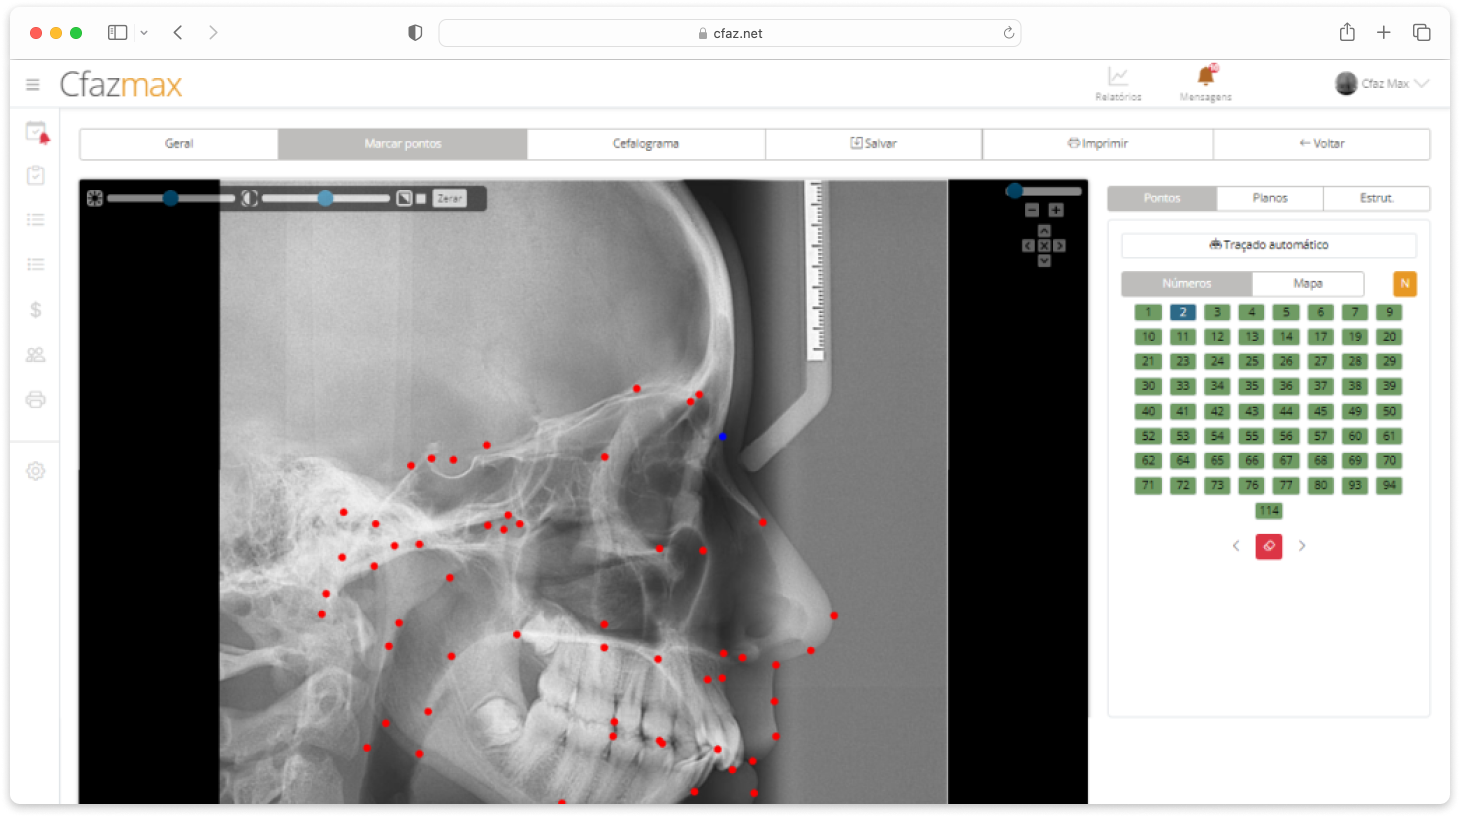 cfaz.net
Cfazmax
Relatórios
Mensagens
Cfaz Max
Geral
Marcar pontos
Cefalograma
Salvar
Imprimir
Voltar
Zerar
Pontos
Planos
Estrut.
Traçado automático
Números
Mapa
N
1 2 3 4 5 6 7 9
10 11 12 13 14 17 19 20
21 23 24 25 26 27 28 29
30 33 34 35 36 37 38 39
40 41 42 43 44 45 49 50
52 53 54 55 56 57 60 61
62 64 65 66 67 68 69 70
71 72 73 76 77 80 93 94
114